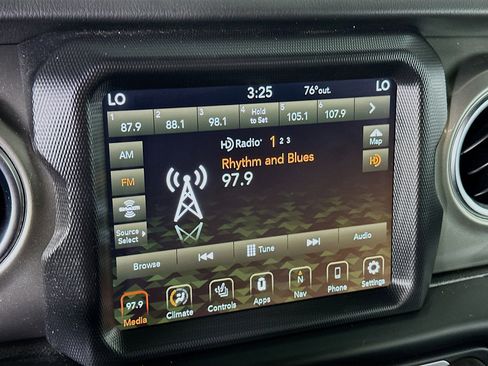 LO 3:25 76°out. LO
1 87.9 2 88.1 3 98.1 4 Hold to Set 5 105.1 6 107.9
AM
HD Radio 1 2 3
Map
Rhythm and Blues
FM
97.9
HD
Source Select
Browse Tune Audio
97.9
N
Media Climate Controls Apps Nav Phone Settings